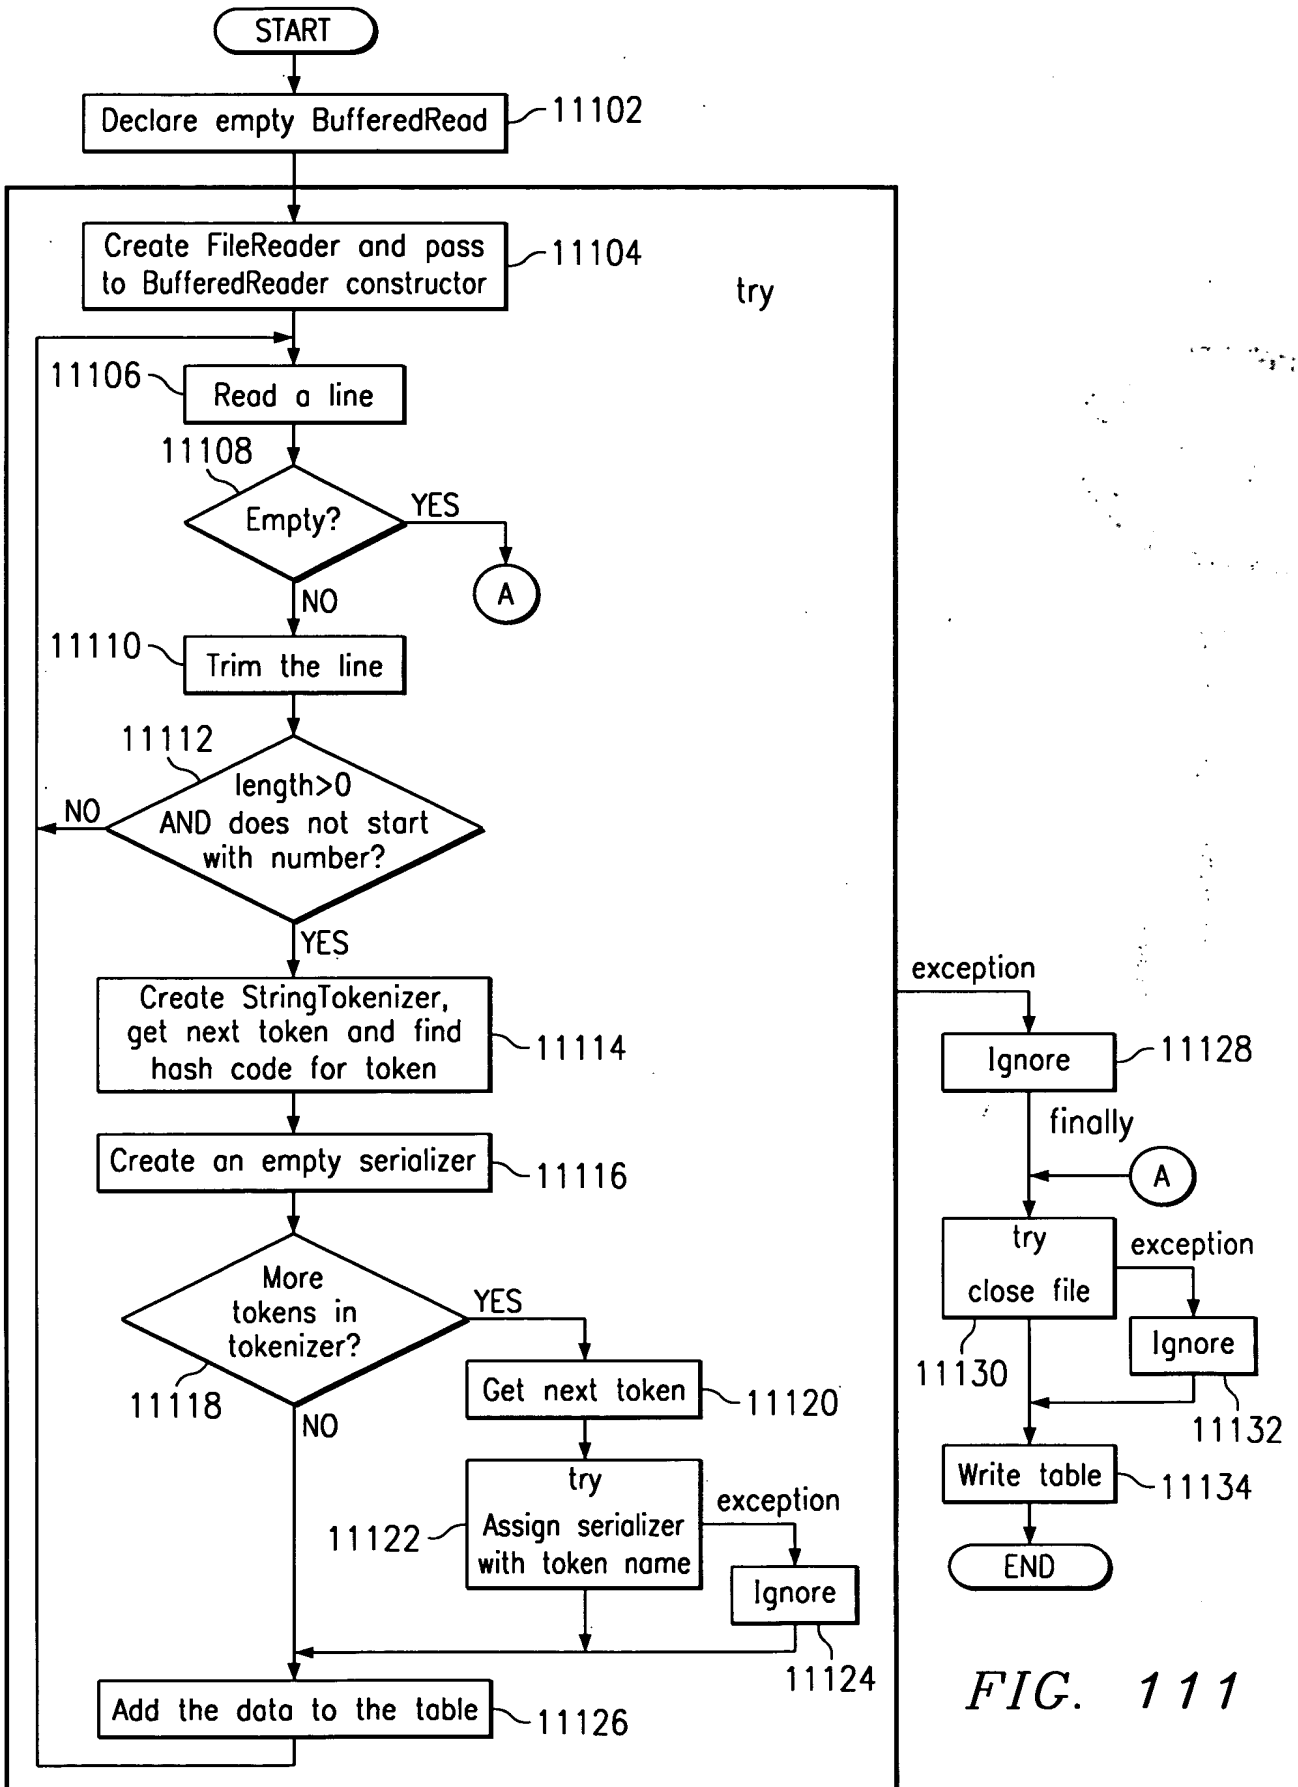 START
Declare empty BufferedRead
11102
Create FileReader and pass
to BufferedReader constructor
11104
try
11106
Read a line
11108
Empty?
YES
A
NO
11110
Trim the line
11112
length>0
AND does not start
with number?
NO
YES
Create StringTokenizer,
get next token and find
hash code for token
11114
Create an empty serializer
11116
More
tokens in
tokenizer?
YES
11118
NO
Get next token
11120
try
Assign serializer
with token name
11122
exception
Ignore
11124
Add the data to the table
11126
exception
Ignore
11128
finally
A
try
close file
exception
11130
Ignore
11132
Write table
11134
END
FIG. 111